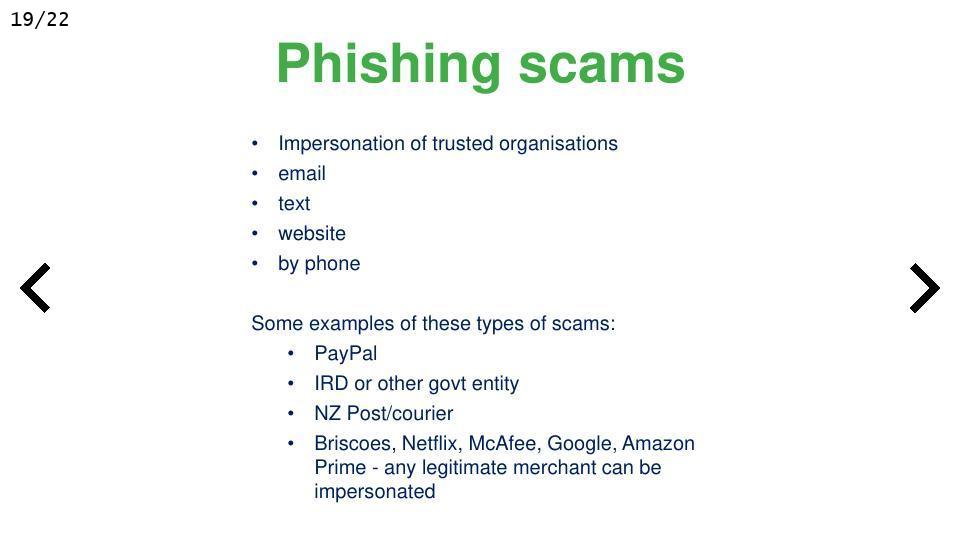 19/22
Phishing scams
• Impersonation of trusted organisations
• email
• text
• website
• by phone
Some examples of these types of scams:
• PayPal
• IRD or other govt entity
• NZ Post/courier
• Briscoes, Netflix, McAfee, Google, Amazon
Prime - any legitimate merchant can be
impersonated